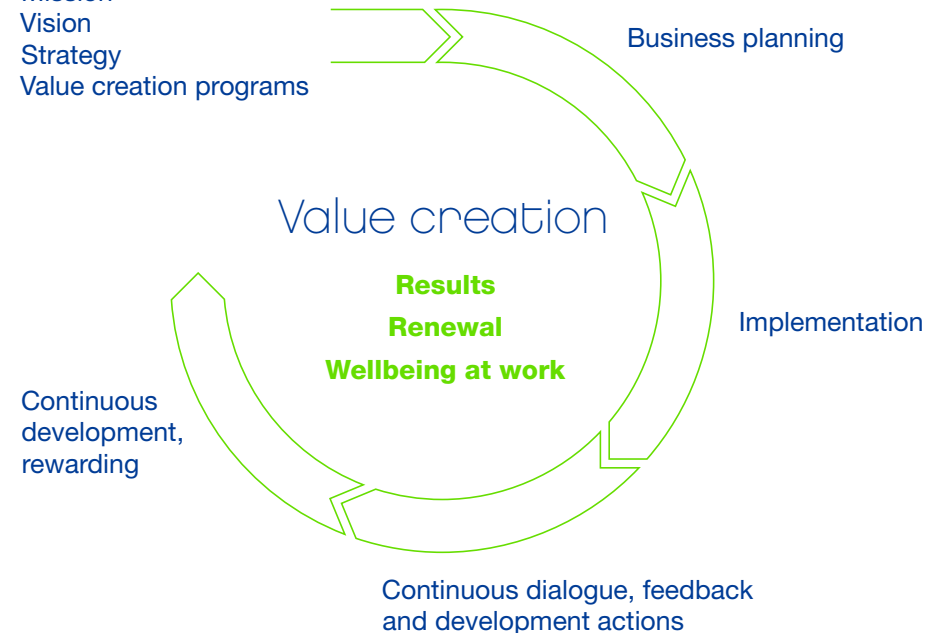 Mission
Vision
Strategy
Value creation programs
Business planning
Value creation
Results
Renewal
Wellbeing at work
Implementation
Continuous
development,
rewarding
Continuous dialogue, feedback
and development actions